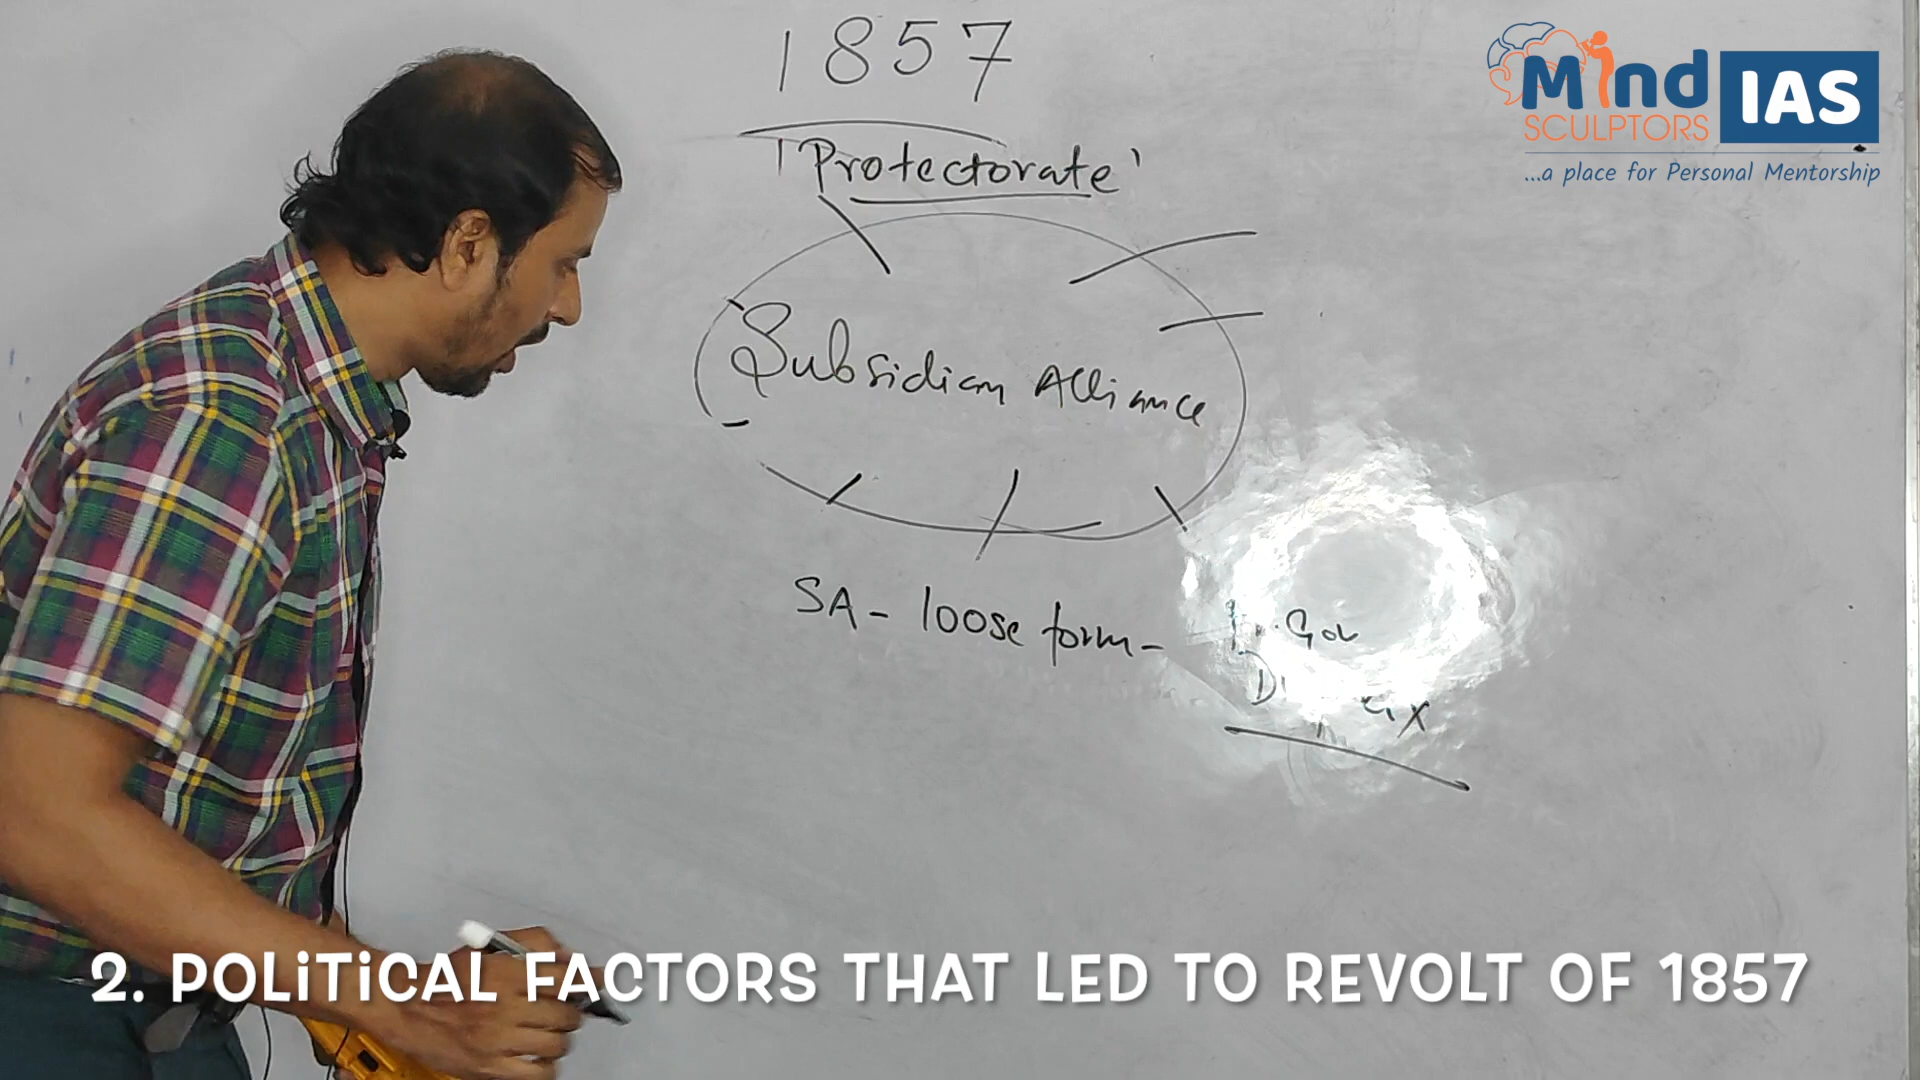 1857
'Protectorate'
Subsidiary Alliance
SA - loose form -
Gov
Mind
SCULPTORS
IAS
...a place for Personal Mentorship
2. POLITICAL FACTORS THAT LED TO REVOLT OF 1857